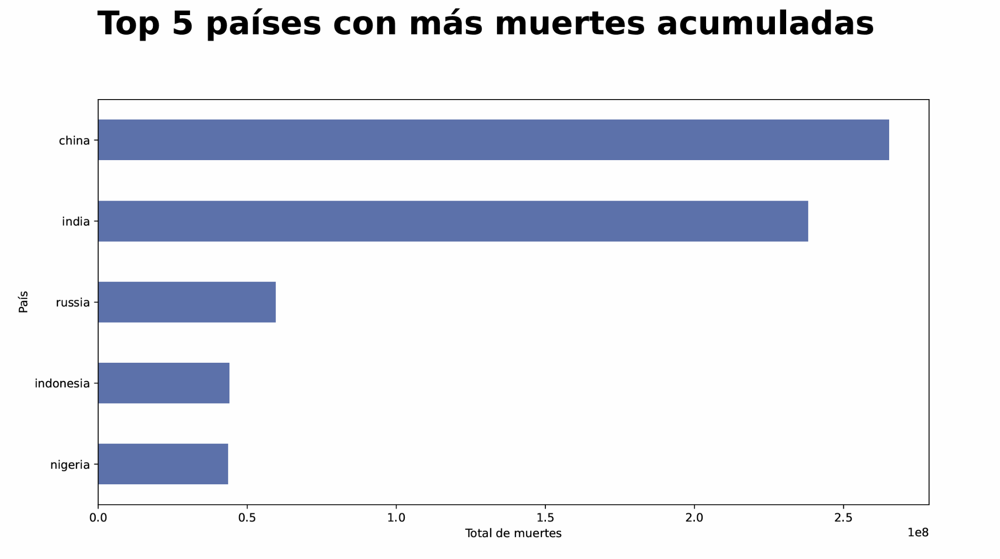 Top 5 países con más muertes acumuladas
china
india
russia
indonesia
nigeria
País
0.0 0.5 1.0 1.5 2.0 2.5
Total de muertes
1e8